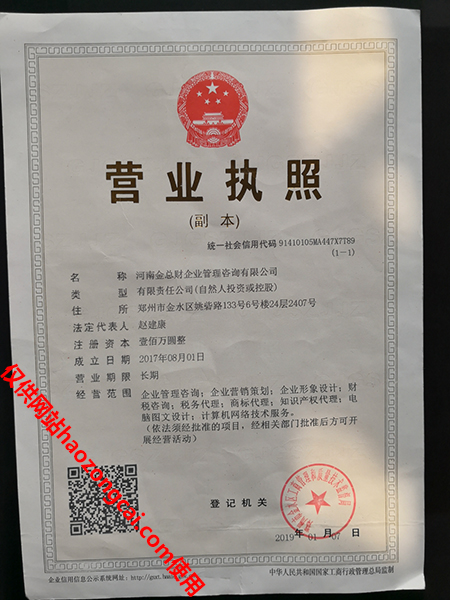 营业执照
(副 本)
统一社会信用代码 91410105MA447X7T89
(1-1)
名 称 河南金总财企业管理咨询有限公司
类 型 有限责任公司(自然人投资或控股)
住 所 郑州市金水区姚砦路133号6号楼24层2407号
法定代表人 赵建康
注册资本 壹佰万圆整
成立日期 2017年08月01日
营业期限 长期
经营范围 企业管理咨询；企业营销策划；企业形象设计；财
税咨询；税务代理；商标代理；知识产权代理；电
脑图文设计；计算机网络技术服务。
(依法须经批准的项目，经相关部门批准后方可开
展经营活动)
登记机关
2019年01月07日
企业信用信息公示系统网址：
中华人民共和国国家工商行政管理总局监制
仅供网站haozongcai.com使用